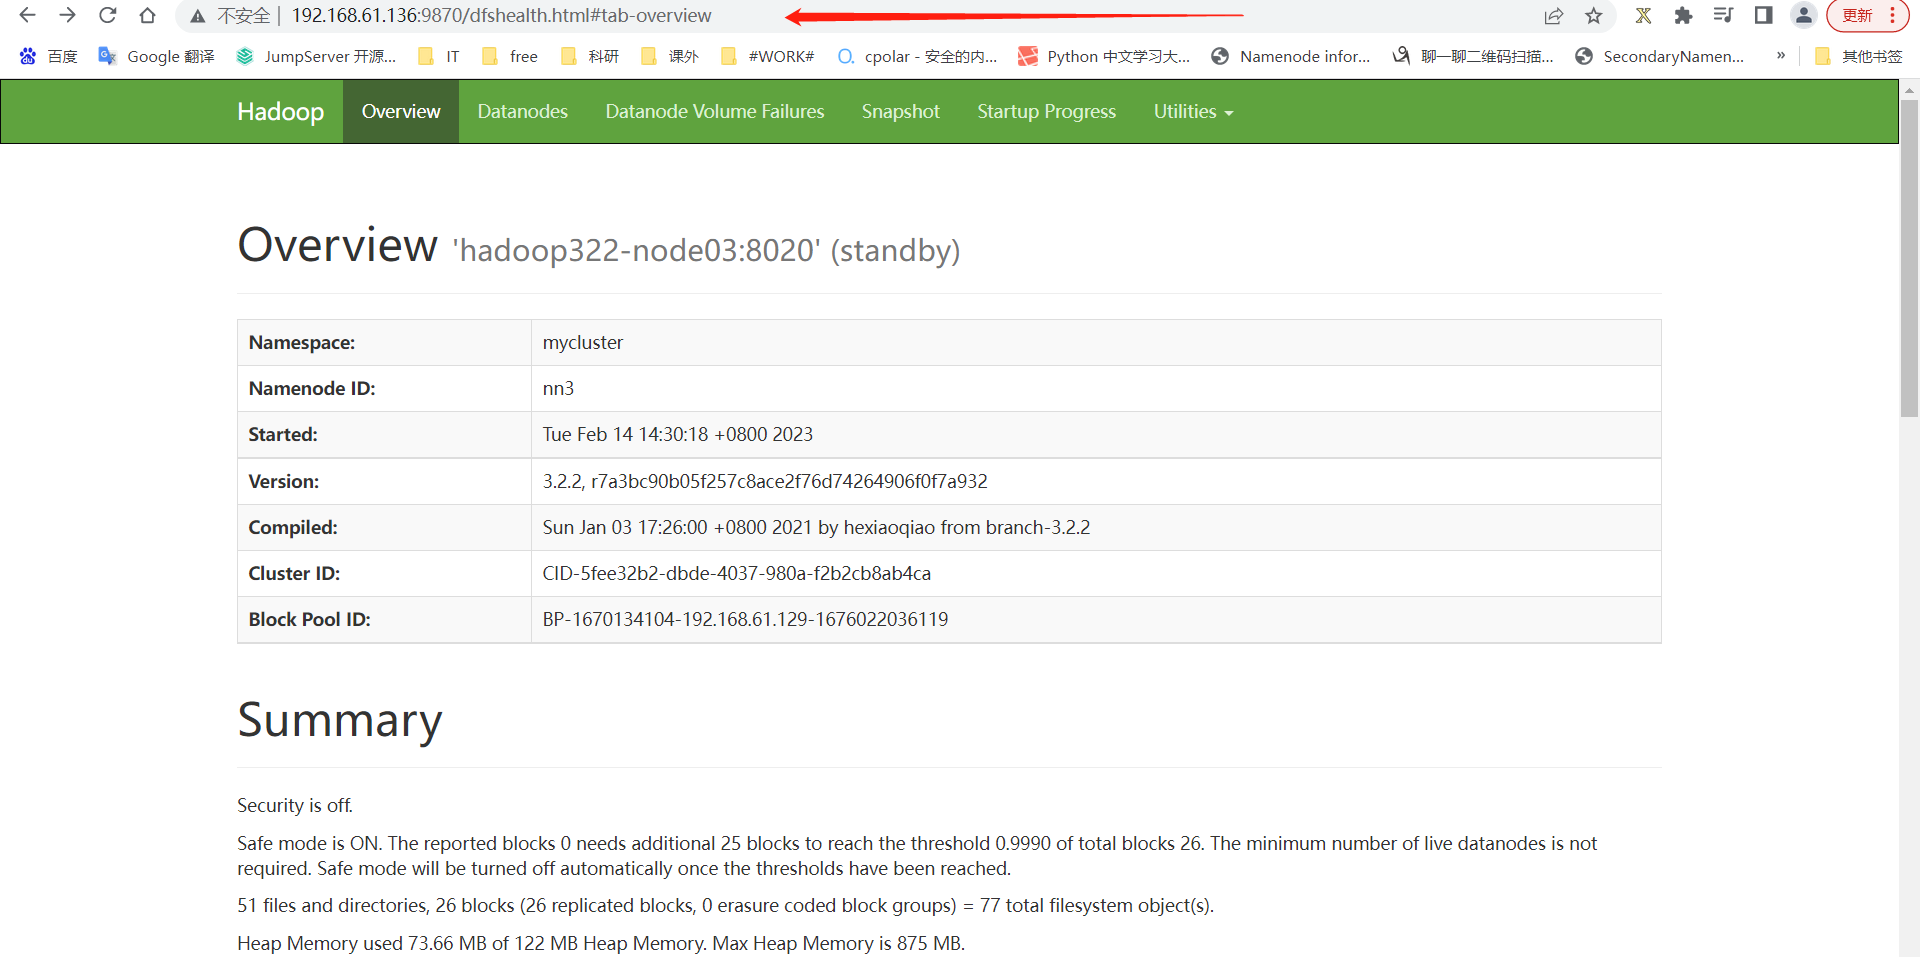 不安全 | 192.168.61.136:9870/dfshealth.html#tab-overview 更新
百度 Google 翻译 JumpServer 开源... IT free 科研 课外 #WORK# cpolar - 安全的内... Python 中文学习大... Namenode infor... 聊一聊二维码扫描... SecondaryNamen... » 其他书签
Hadoop Overview Datanodes Datanode Volume Failures Snapshot Startup Progress Utilities
Overview 'hadoop322-node03:8020' (standby)
Namespace: mycluster
Namenode ID: nn3
Started: Tue Feb 14 14:30:18 +0800 2023
Version: 3.2.2, r7a3bc90b05f257c8ace2f76d74264906f0f7a932
Compiled: Sun Jan 03 17:26:00 +0800 2021 by hexiaoqiao from branch-3.2.2
Cluster ID: CID-5fee32b2-dbde-4037-980a-f2b2cb8ab4ca
Block Pool ID: BP-1670134104-192.168.61.129-1676022036119
Summary
Security is off.
Safe mode is ON. The reported blocks 0 needs additional 25 blocks to reach the threshold 0.9990 of total blocks 26. The minimum number of live datanodes is not
required. Safe mode will be turned off automatically once the thresholds have been reached.
51 files and directories, 26 blocks (26 replicated blocks, 0 erasure coded block groups) = 77 total filesystem object(s).
Heap Memory used 73.66 MB of 122 MB Heap Memory. Max Heap Memory is 875 MB.